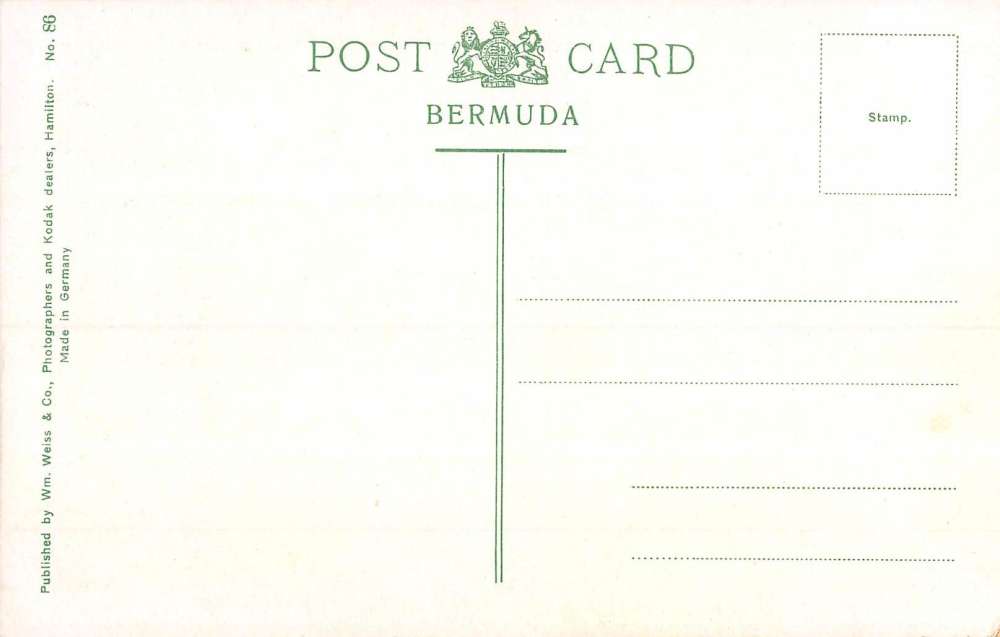 POST CARD
BERMUDA
Stamp.
Published by Wm. Weiss & Co., Photographers and Kodak dealers, Hamilton. No. 86
Made in Germany